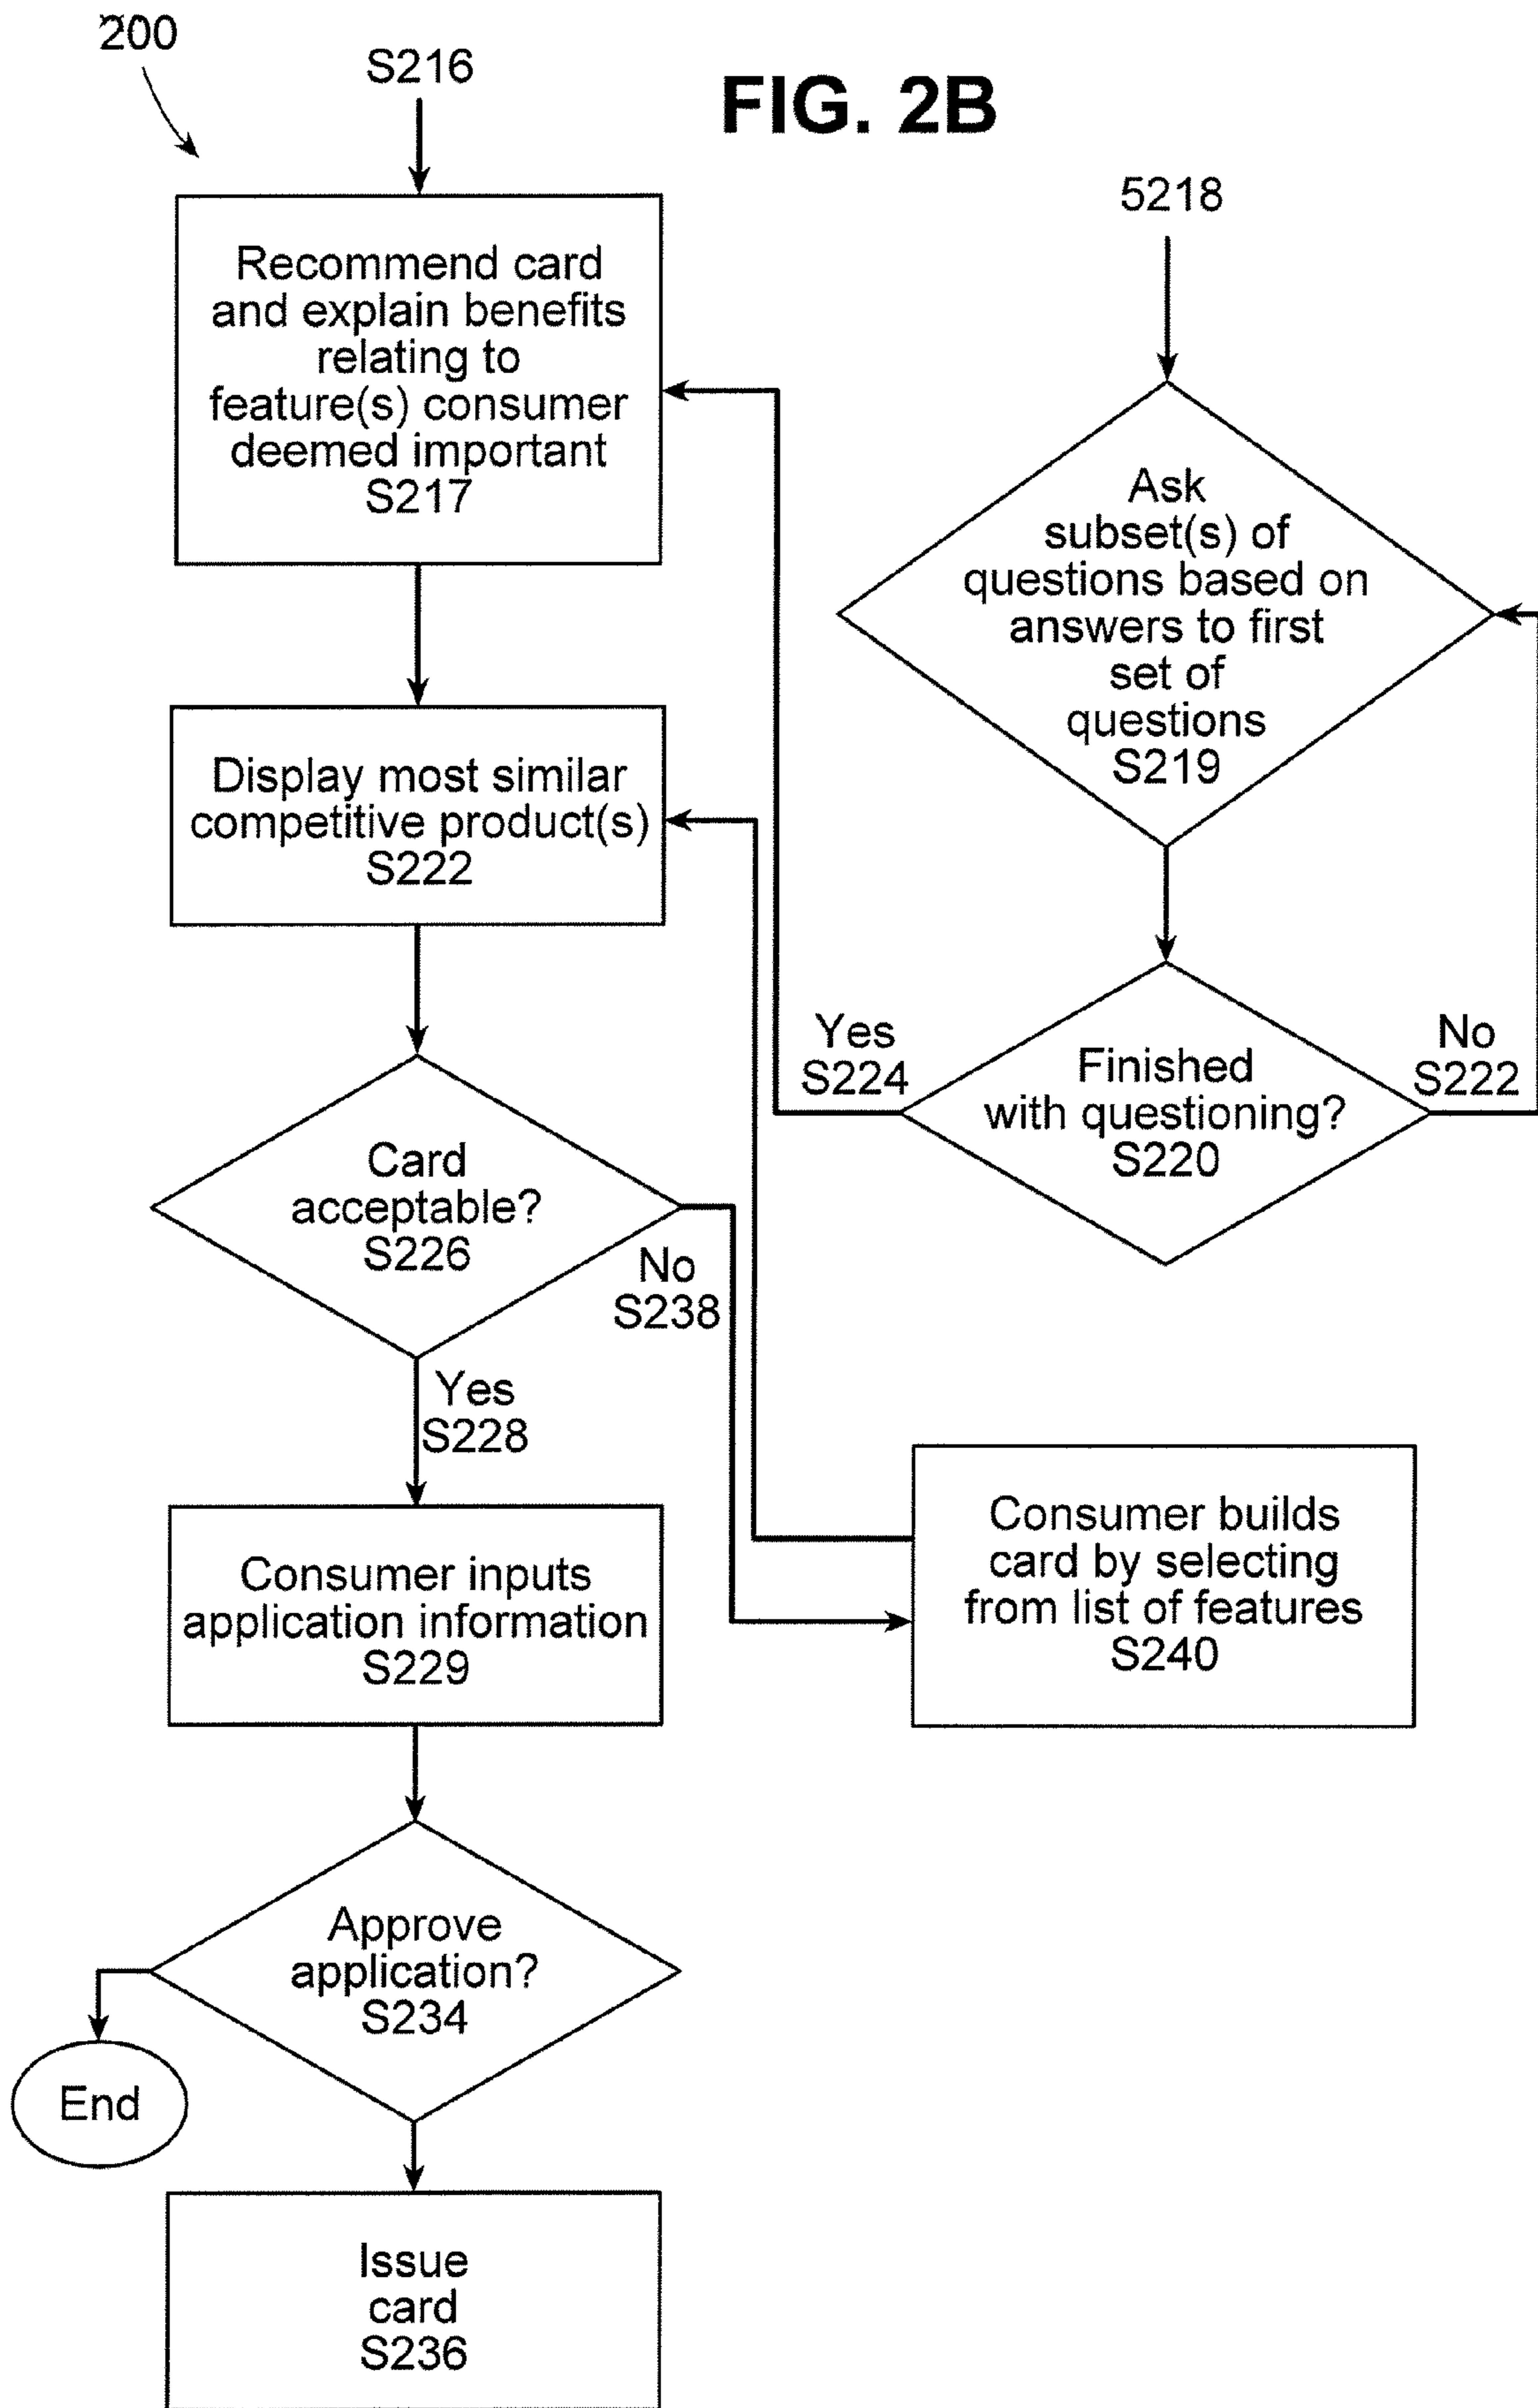 200
S216
FIG. 2B
5218
Recommend card
and explain benefits
relating to
feature(s) consumer
deemed important
S217
Ask
subset(s) of
questions based on
answers to first
set of
questions
S219
Display most similar
competitive product(s)
S222
Yes
S224
Finished
with questioning?
S220
No
S222
Card
acceptable?
S226
No
S238
Yes
S228
Consumer builds
card by selecting
from list of features
S240
Consumer inputs
application information
S229
Approve
application?
S234
End
Issue
card
S236